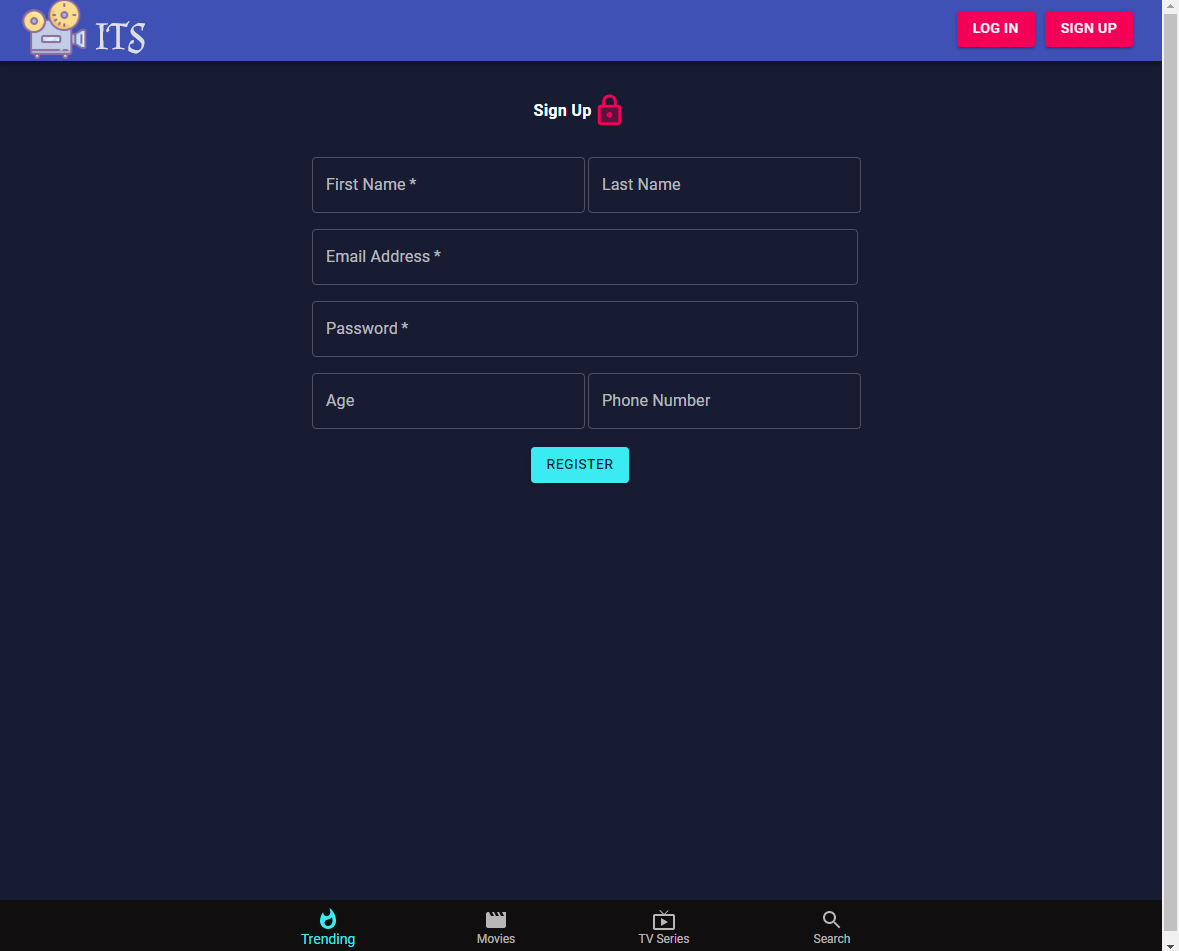 ITS
LOG IN
SIGN UP
Sign Up
First Name *
Last Name
Email Address *
Password *
Age
Phone Number
REGISTER
Trending
Movies
TV Series
Search